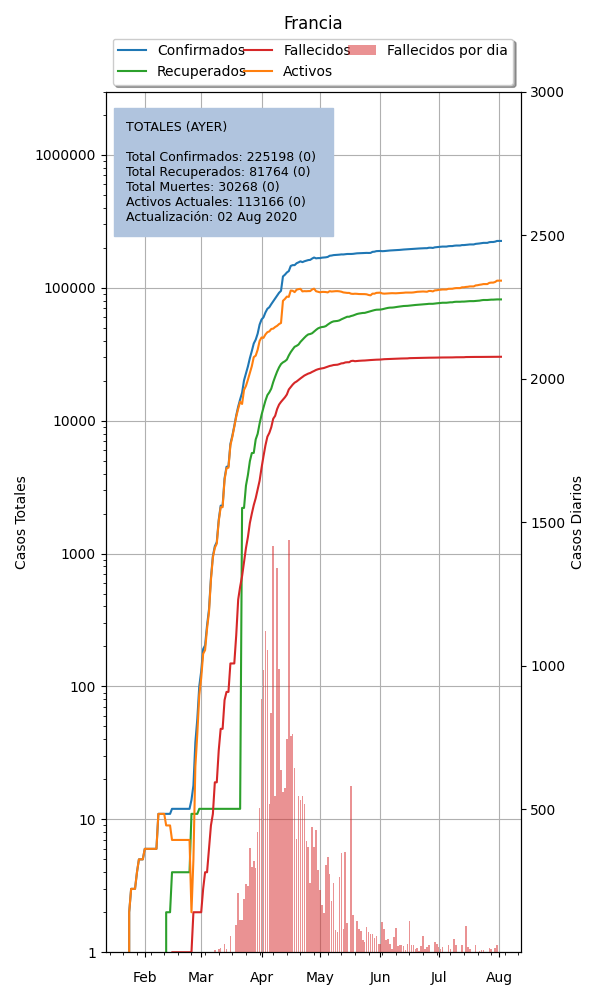 Francia
Confirmados
Fallecidos
Fallecidos por dia
Recuperados
Activos
TOTALES (AYER)
Total Confirmados: 225198 (0)
Total Recuperados: 81764 (0)
Total Muertes: 30268 (0)
Activos Actuales: 113166 (0)
Actualización: 02 Aug 2020
Casos Totales
1000000
100000
10000
1000
100
10
1
3000
2500
2000
1500
1000
500
Casos Diarios
Feb
Mar
Apr
May
Jun
Jul
Aug